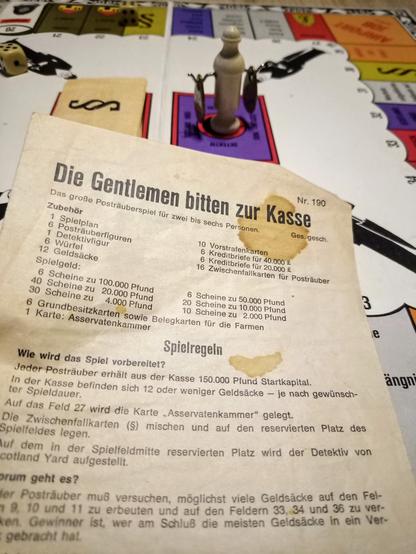 §
Die Gentlemen bitten zur Kasse
Nr. 190
Das große Posträuberspiel für zwei bis sechs Personen.
Ges. gesch.
Zubehör
1 Spielplan
6 Posträuberfiguren
1 Detektivfigur
6 Würfel
12 Geldsäcke
10 Vorstrafenkarten
6 Kreditbriefe für 40.000 £
6 Kreditbriefe für 20.000 £
16 Zwischenfallkarten für Posträuber
Spielgeld:
6 Scheine zu 100.000 Pfund
40 Scheine zu 20.000 Pfund
30 Scheine zu 4.000 Pfund
6 Scheine zu 50.000 Pfund
20 Scheine zu 10.000 Pfund
10 Scheine zu 2.000 Pfund
6 Grundbesitzkarten sowie Belegkarten für die Farmen
1 Karte: Asservatenkammer
Spielregeln
Wie wird das Spiel vorbereitet?
Jeder Posträuber erhält aus der Kasse 150.000 Pfund Startkapital.
In der Kasse befinden sich 12 oder weniger Geldsäcke — je nach gewünsch-
ter Spieldauer.
Auf das Feld 27 wird die Karte „Asservatenkammer" gelegt.
Die Zwischenfallkarten (§) mischen und auf den reservierten Platz des
Spielfeldes legen.
Auf dem in der Spielfeldmitte reservierten Platz wird der Detektiv von
cotland Yard aufgestellt.
orum geht es?
der Posträuber muß versuchen, möglichst viele Geldsäcke auf den Fel-
n 9, 10 und 11 zu erbeuten und auf den Feldern 33, 34 und 36 zu ver-
ken. Gewinner ist, wer am Schluß die meisten Geldsäcke in ein Ver-
gebracht hat.
3
ängni